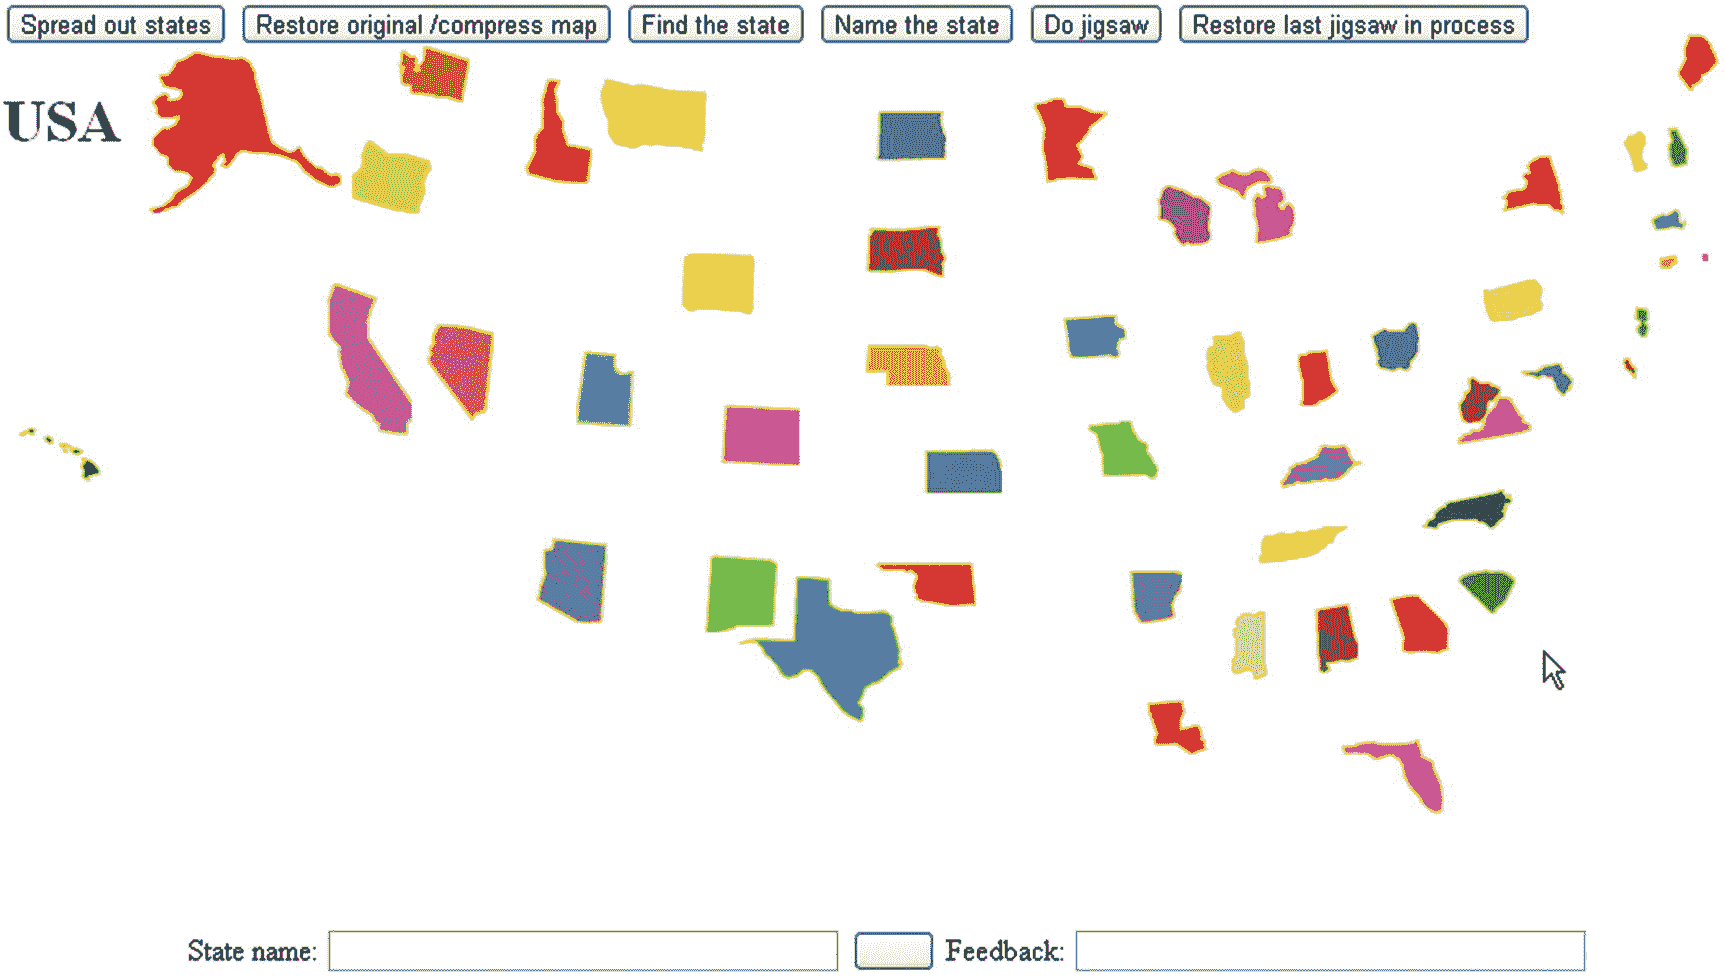 Spread out states Restore original /compress map Find the state Name the state Do jigsaw Restore last jigsaw in process
USA
State name: Feedback: